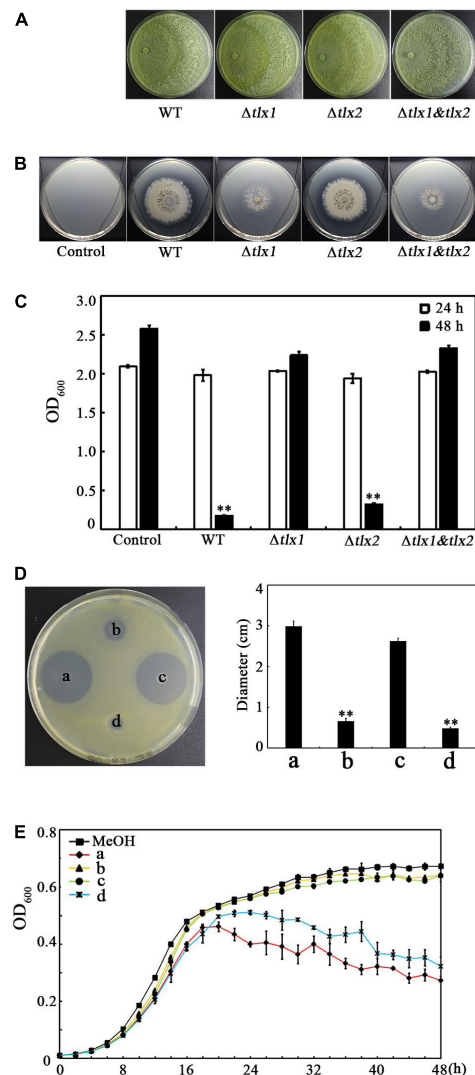 A
WT Δtlx1 Δtlx2 Δtlx1&tlx2
B
Control WT Δtlx1 Δtlx2 Δtlx1&tlx2
C
3.0
2.5
2.0
1.5
1.0
0.5
0
OD600
24 h
48 h
** **
Control WT Δtlx1 Δtlx2 Δtlx1&tlx2
D
b
a c
d
4
3
2
1
0
Diameter (cm)
** **
a b c d
E
0.8
0.6
0.4
0.2
0
OD600
MeOH
a
b
c
d
0 8 16 24 32 40 48(h)